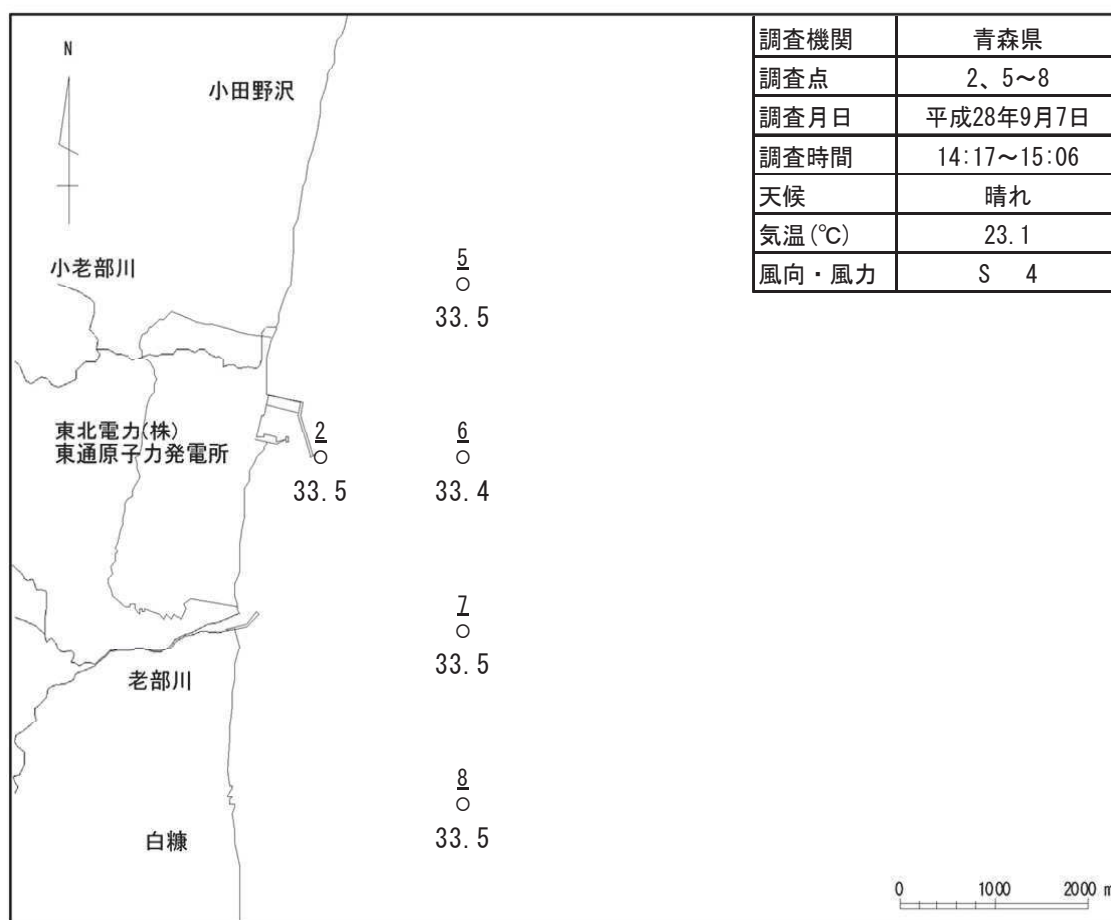 調査機関 青森県
調査点 2、5～8
調査月日 平成28年9月7日
調査時間 14:17～15:06
天候 晴れ
気温(℃) 23.1
風向・風力 S 4
N
小田野沢
小老部川
5
33.5
東北電力(株)
東通原子力発電所
2
33.5
6
33.4
7
33.5
老部川
8
33.5
白糠
0 1000 2000 m